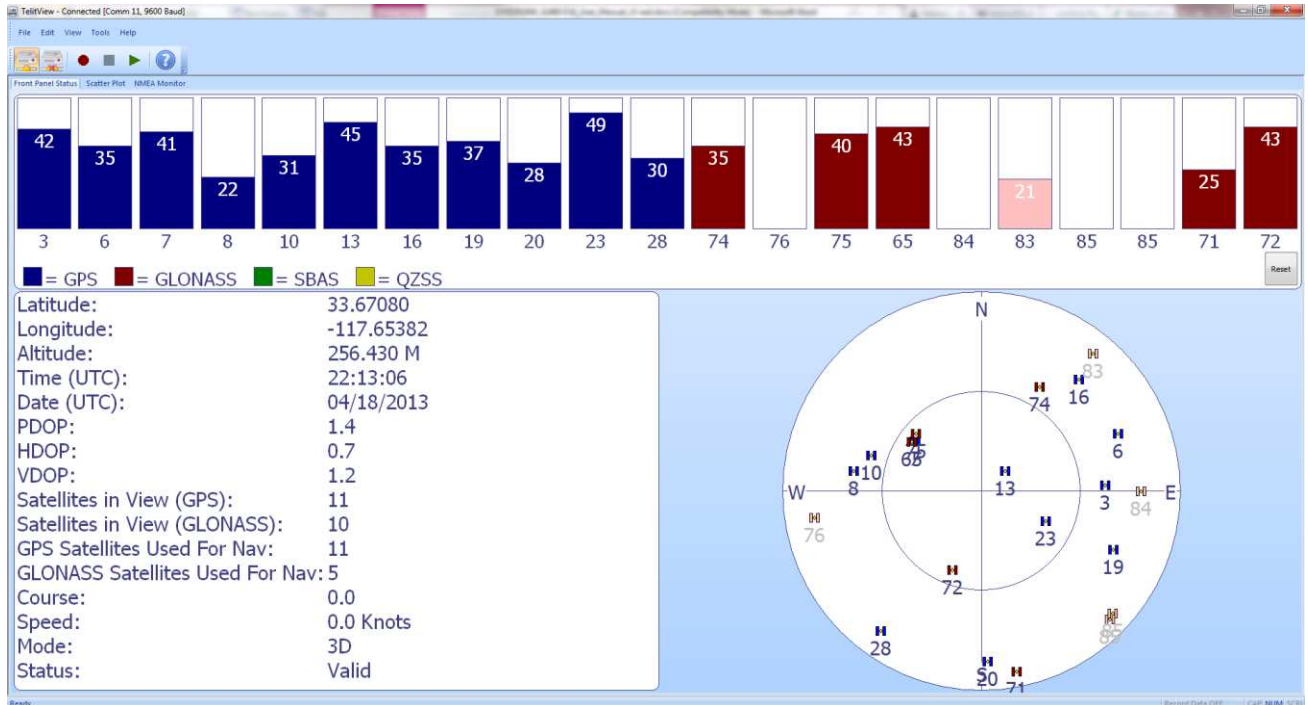 TelitView - Connected [Comm 11, 9600 Baud]
File Edit View Tools Help
Front Panel Status Scatter Plot NMEA Monitor
42 35 41 22 31 45 35 37 28 49 30 35 40 43 21 25 43
3 6 7 8 10 13 16 19 20 23 28 74 76 75 65 84 83 85 85 71 72
= GPS = GLONASS = SBAS = QZSS
Reset
Latitude: 33.67080
Longitude: -117.65382
Altitude: 256.430 M
Time (UTC): 22:13:06
Date (UTC): 04/18/2013
PDOP: 1.4
HDOP: 0.7
VDOP: 1.2
Satellites in View (GPS): 11
Satellites in View (GLONASS): 10
GPS Satellites Used For Nav: 11
GLONASS Satellites Used For Nav: 5
Course: 0.0
Speed: 0.0 Knots
Mode: 3D
Status: Valid
N
83
74 16
6
10
8 13
W E
3 84
76 23
19
72
28
S
20 71
Ready
Record Data OFF CAP NUM SCRL